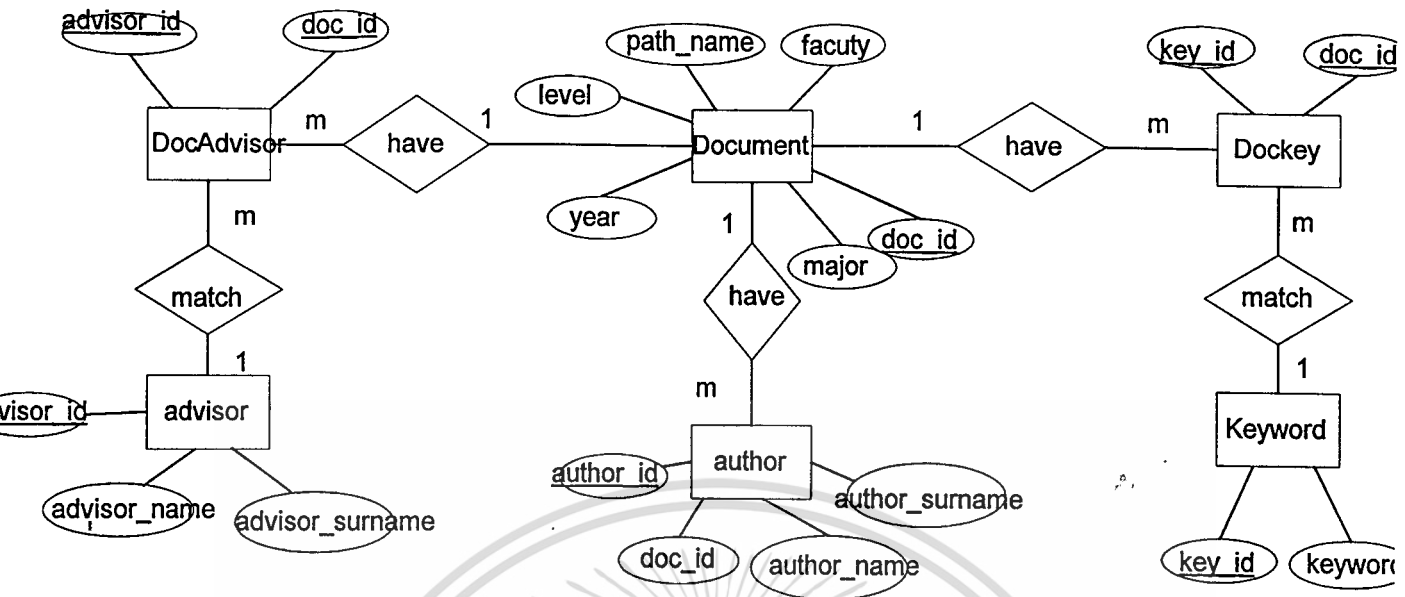 advisor_id
doc_id
path_name
facuty
key_id
doc_id
level
DocAdvisor
m
have
1
Document
1
have
m
Dockey
year
1
doc_id
major
m
m
match
have
match
1
1
visor_id
advisor
m
Keyword
author_id
author
author_surname
advisor_name
advisor_surname
doc_id
author_name
key_id
keyword